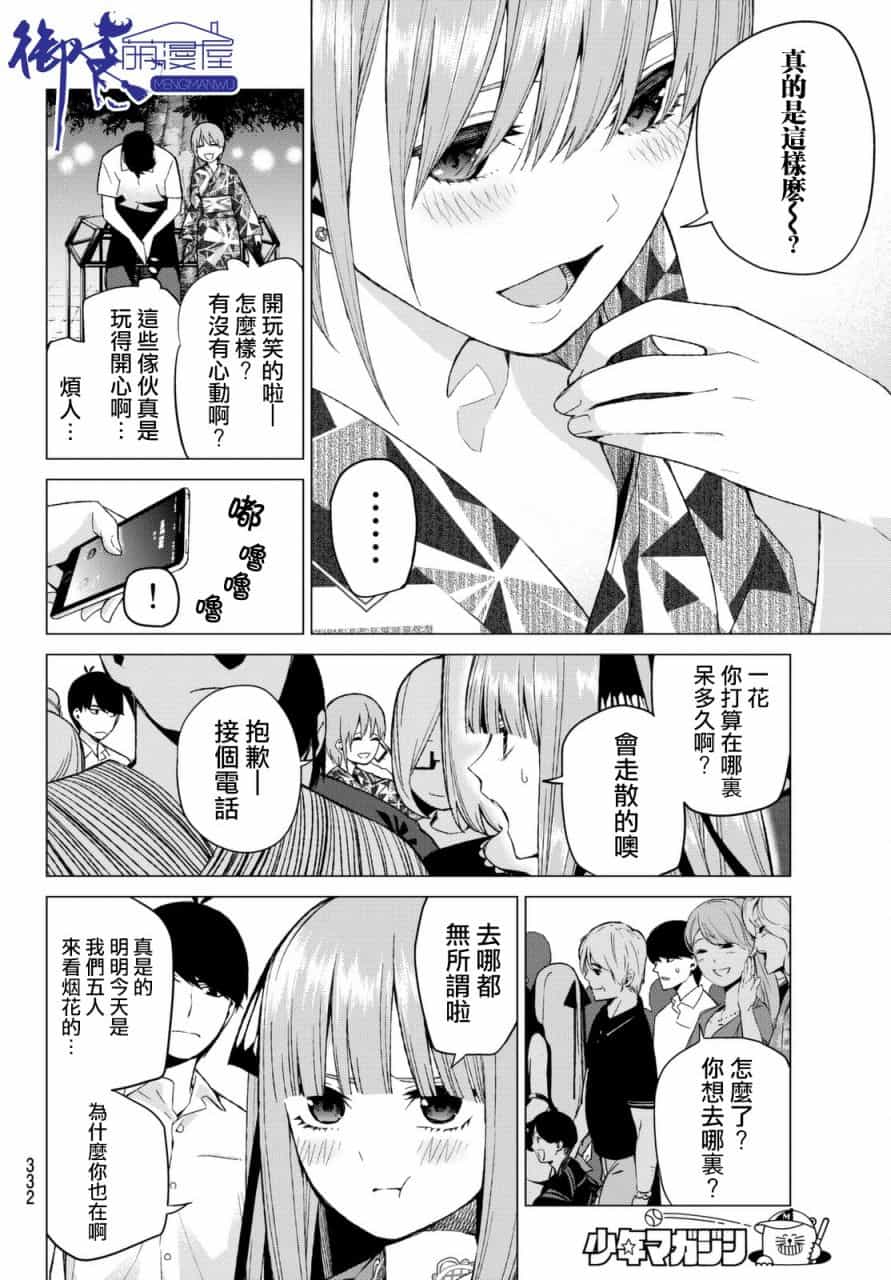 御宅萌漫屋
MENGMANWU
真的是這樣麽～？
⋯⋯
開玩笑的啦—
怎麼樣？
有沒有心動啊？
這些傢伙真是
玩得開心啊⋯
煩人⋯
嘟
嚕
嚕
嚕
！
一花
你打算在哪裏
呆多久啊？
會走散的噢
抱歉—
接個電話
怎麼了？
你想去哪裏？
去哪都
無所謂啦
真是的
明明今天是
我們五人
來看烟花的⋯
為什麼你也在啊
332
少年マガジン